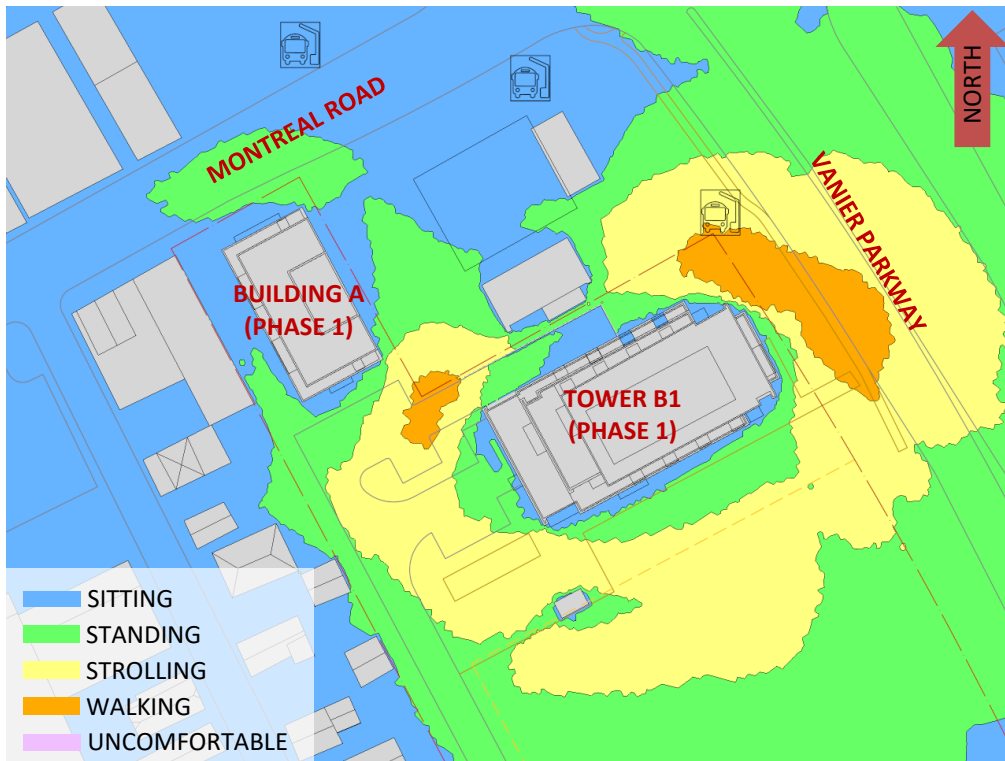 NORTH
MONTREAL ROAD
VANIER PARKWAY
BUILDING A
(PHASE 1)
TOWER B1
(PHASE 1)
SITTING
STANDING
STROLLING
WALKING
UNCOMFORTABLE